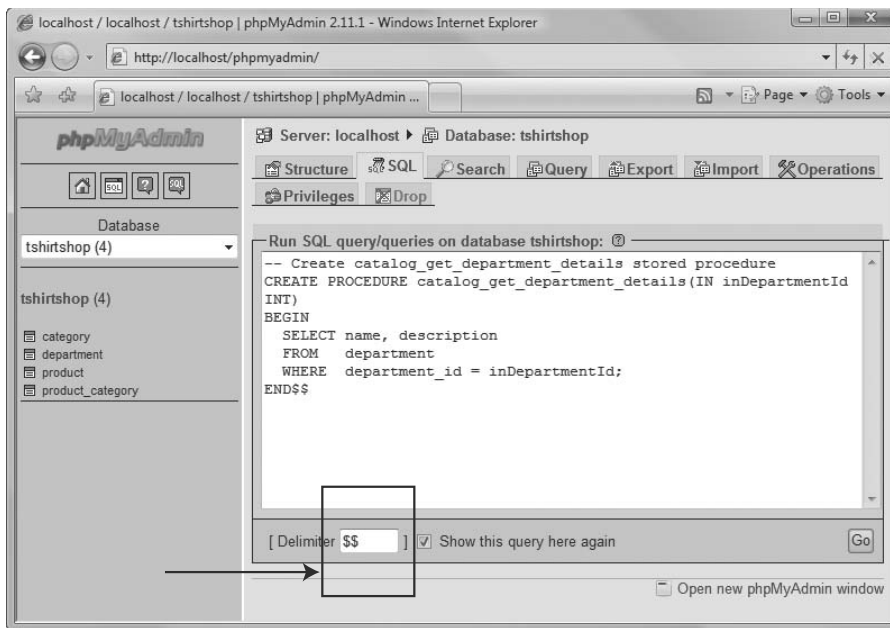 localhost / localhost / tshirtshop | phpMyAdmin 2.11.1 - Windows Internet Explorer
http://localhost/phpmyadmin/
localhost / localhost / tshirtshop | phpMyAdmin ...
Page
Tools
phpMyAdmin
SQL
SQL
Database
tshirtshop (4)
tshirtshop (4)
category
department
product
product_category
Server: localhost Database: tshirtshop
Structure SQL Search Query Export Import Operations
Privileges Drop
Run SQL query/queries on database tshirtshop:
-- Create catalog_get_department_details stored procedure
CREATE PROCEDURE catalog_get_department_details(IN inDepartmentId
INT)
BEGIN
SELECT name, description
FROM department
WHERE department_id = inDepartmentId;
END$$
[ Delimiter $$ ] Show this query here again Go
Open new phpMyAdmin window